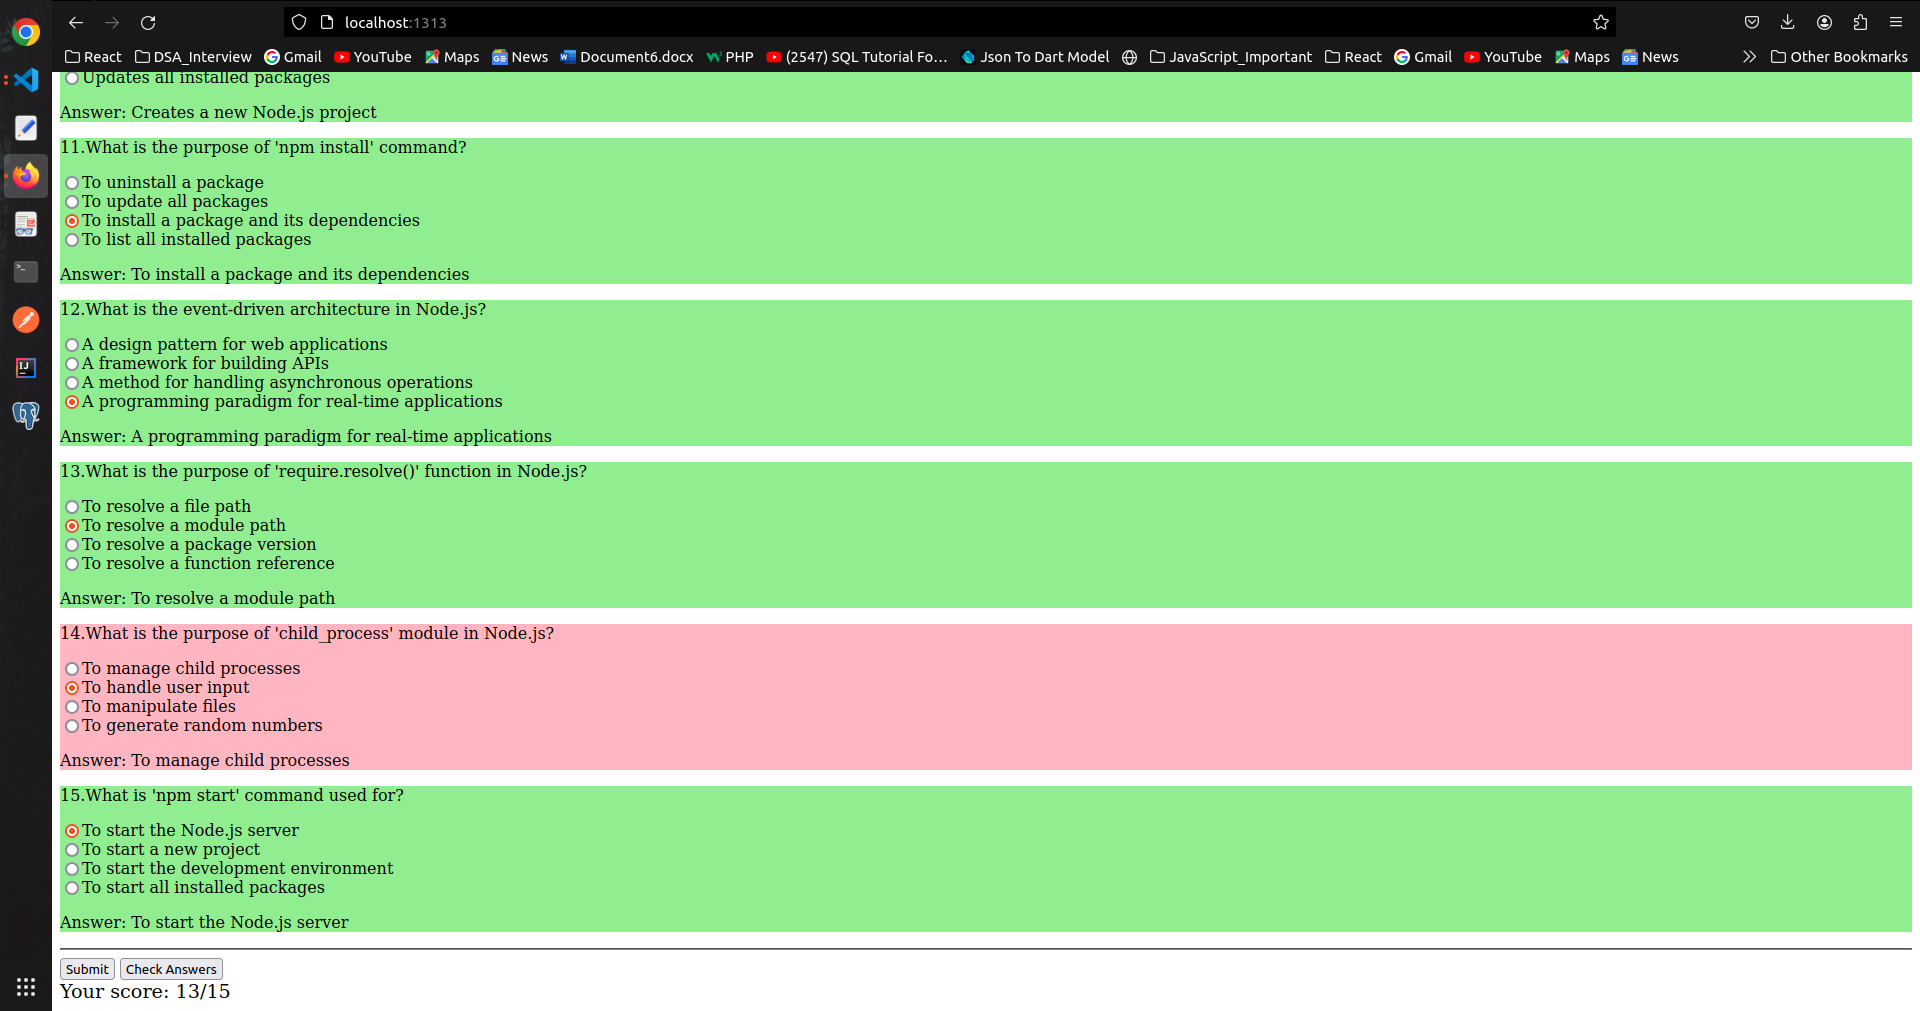 localhost:1313
React DSA_Interview Gmail YouTube Maps News Document6.docx PHP (2547) SQL Tutorial Fo… Json To Dart Model JavaScript_Important React Gmail YouTube Maps News Other Bookmarks
Updates all installed packages
Answer: Creates a new Node.js project
11.What is the purpose of 'npm install' command?
To uninstall a package
To update all packages
To install a package and its dependencies
To list all installed packages
Answer: To install a package and its dependencies
12.What is the event-driven architecture in Node.js?
A design pattern for web applications
A framework for building APIs
A method for handling asynchronous operations
A programming paradigm for real-time applications
Answer: A programming paradigm for real-time applications
13.What is the purpose of 'require.resolve()' function in Node.js?
To resolve a file path
To resolve a module path
To resolve a package version
To resolve a function reference
Answer: To resolve a module path
14.What is the purpose of 'child_process' module in Node.js?
To manage child processes
To handle user input
To manipulate files
To generate random numbers
Answer: To manage child processes
15.What is 'npm start' command used for?
To start the Node.js server
To start a new project
To start the development environment
To start all installed packages
Answer: To start the Node.js server
Submit Check Answers
Your score: 13/15